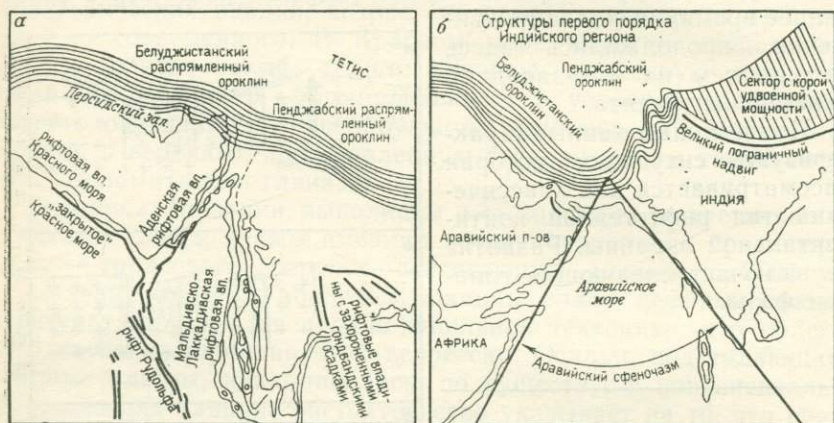 а
Белуджистанский
распрямленный
ороклин
ТЕТИС
Персидский зал.
Пенджабский распрям-
ленный
ороклин
рифтовая вп.
Красного моря
„закрытое"
Красное море
Аденская
рифтовая вп.
Мальдивско-
Лаккадивская
рифтовая вп.
рифт Рудольфа
рифтовые впади-
ны с захороненными
гондванскими
осадками
б
Структуры первого порядка
Индийского региона
Белуджистанский
ороклин
Пенджабский
ороклин
Сектор с корой
удвоенной
мощности
Великий пограничный
надвиг
ИНДИЯ
Аравийский п-ов
Аравийское
море
АФРИКА
Аравийский сфеночазм